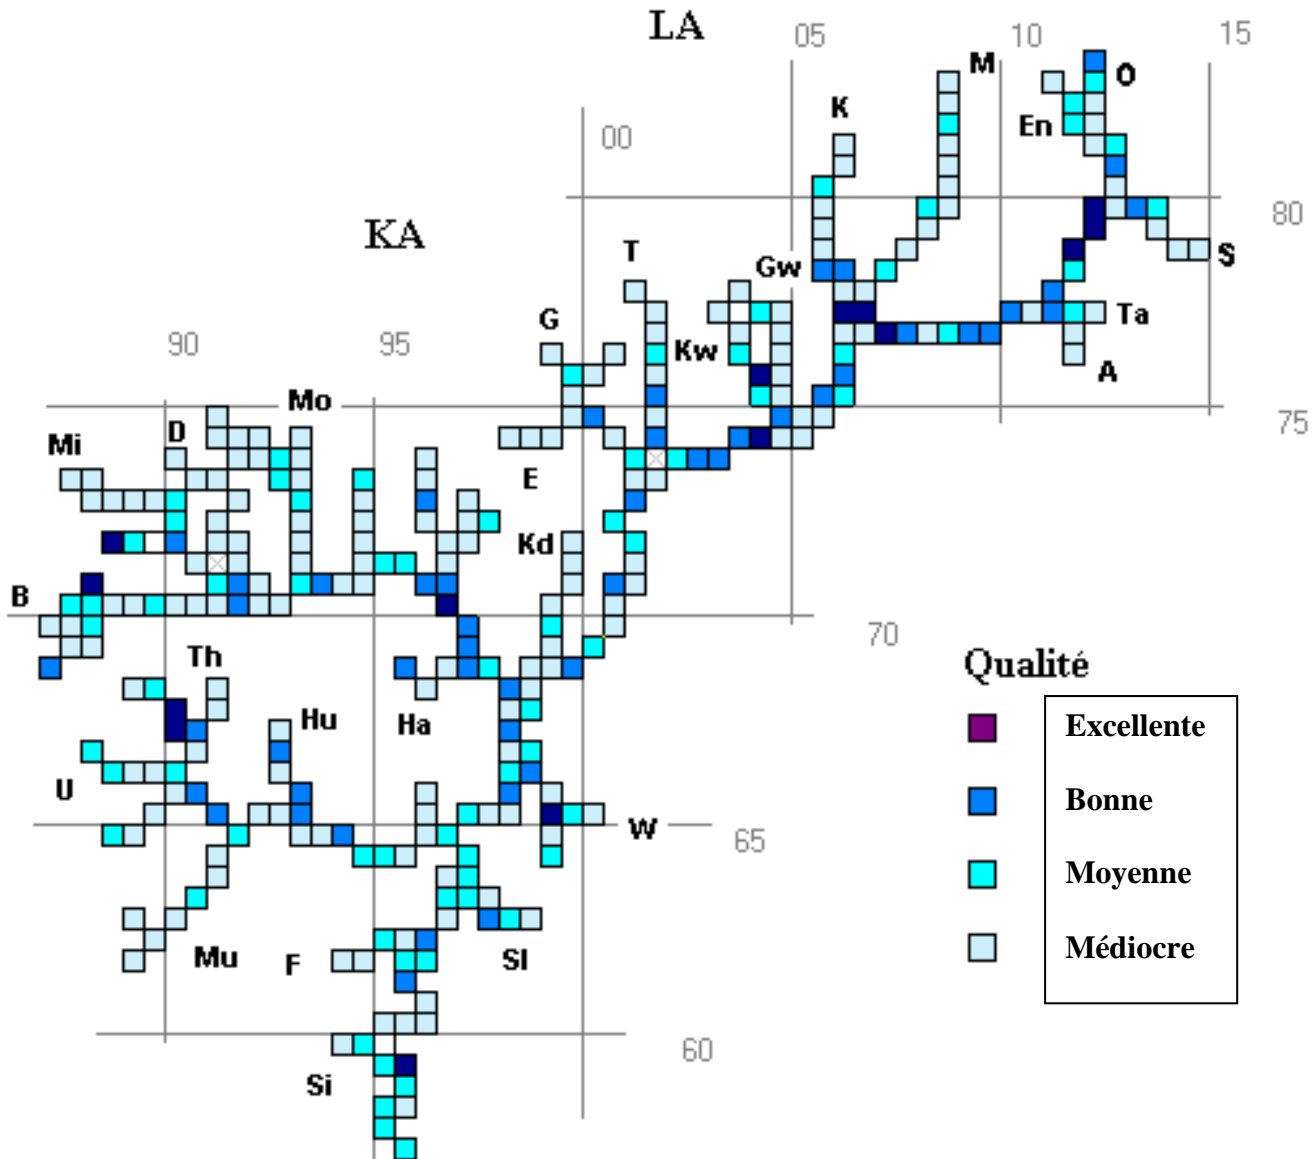 LA
05
10
15
M
O
K
En
00
80
KA
T
Gw
S
G
Ta
90
95
Kw
A
Mo
75
D
Mi
E
Kd
B
70
Th
Qualité
Hu
Ha
Excellente
U
Bonne
W
65
Moyenne
Mu
F
Sl
Médiocre
60
Si